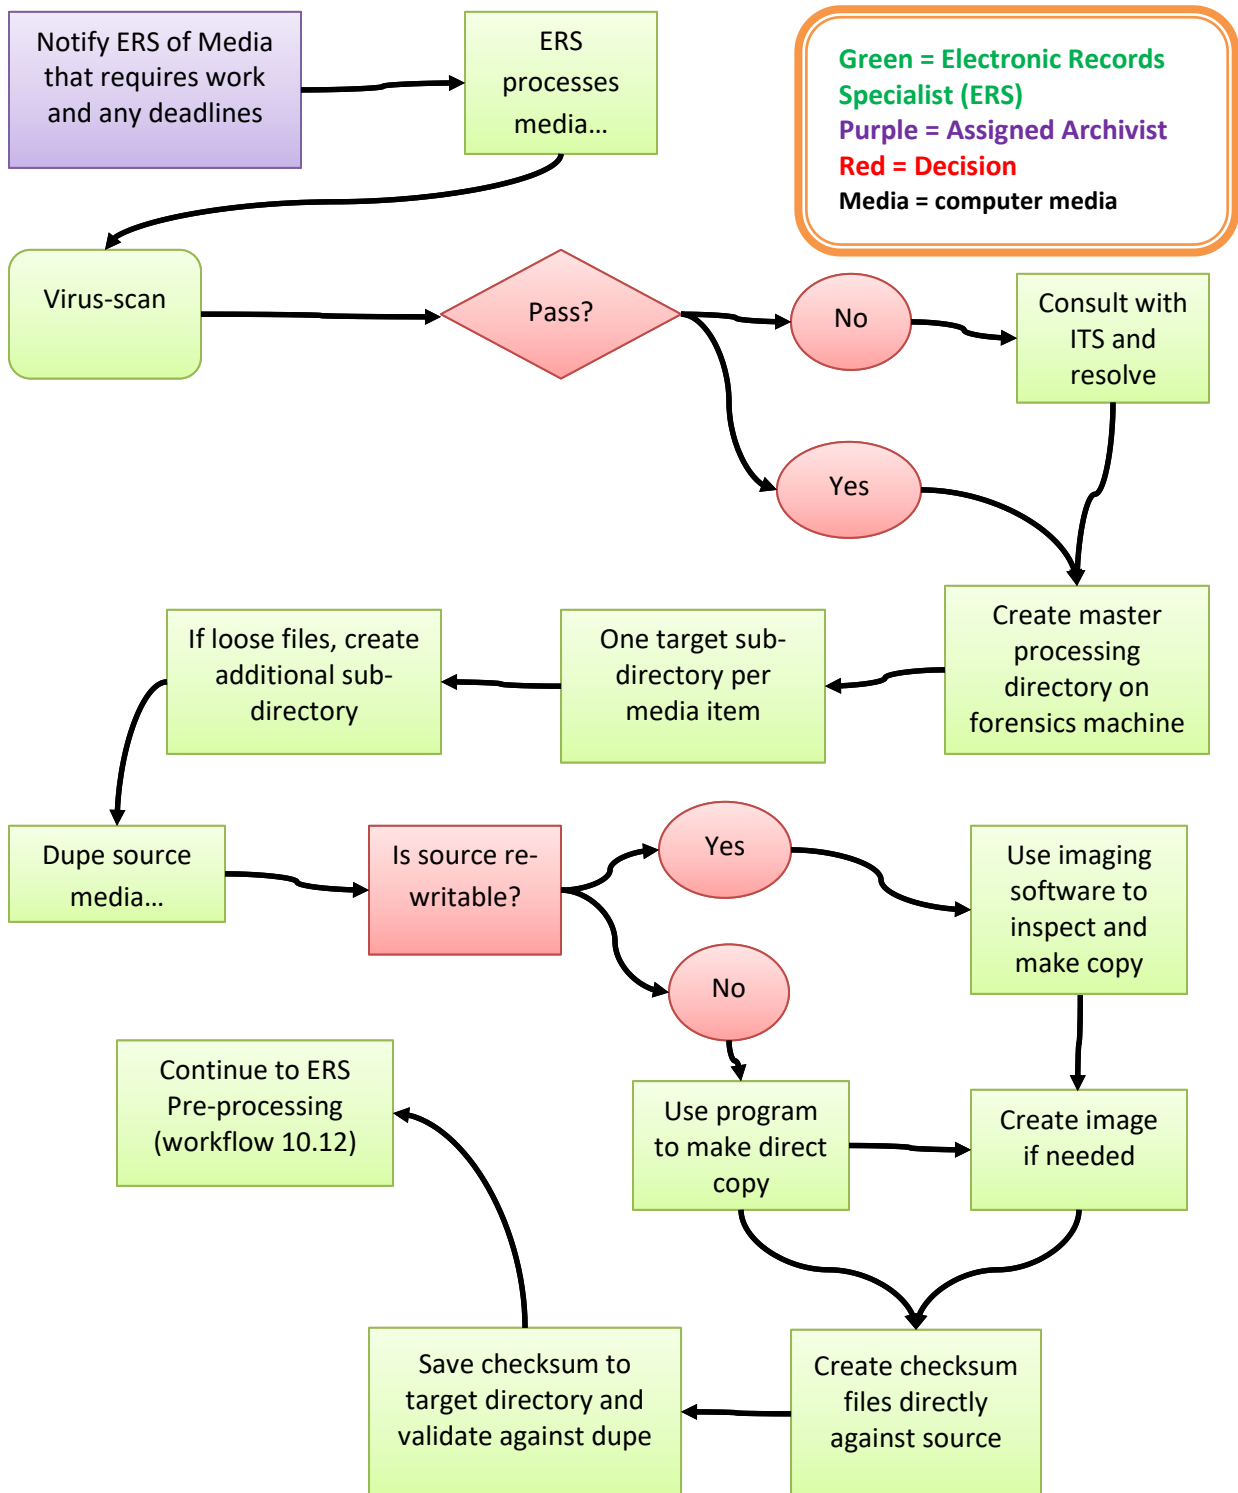 Notify ERS of Media
that requires work
and any deadlines
ERS
processes
media...
Green = Electronic Records
Specialist (ERS)
Purple = Assigned Archivist
Red = Decision
Media = computer media
Virus-scan
Pass?
No
Consult with
ITS and
resolve
Yes
Create master
processing
directory on
forensics machine
One target sub-
directory per
media item
If loose files, create
additional sub-
directory
Dupe source
media...
Is source re-
writable?
Yes
Use imaging
software to
inspect and
make copy
No
Use program
to make direct
copy
Create image
if needed
Continue to ERS
Pre-processing
(workflow 10.12)
Create checksum
files directly
against source
Save checksum to
target directory and
validate against dupe